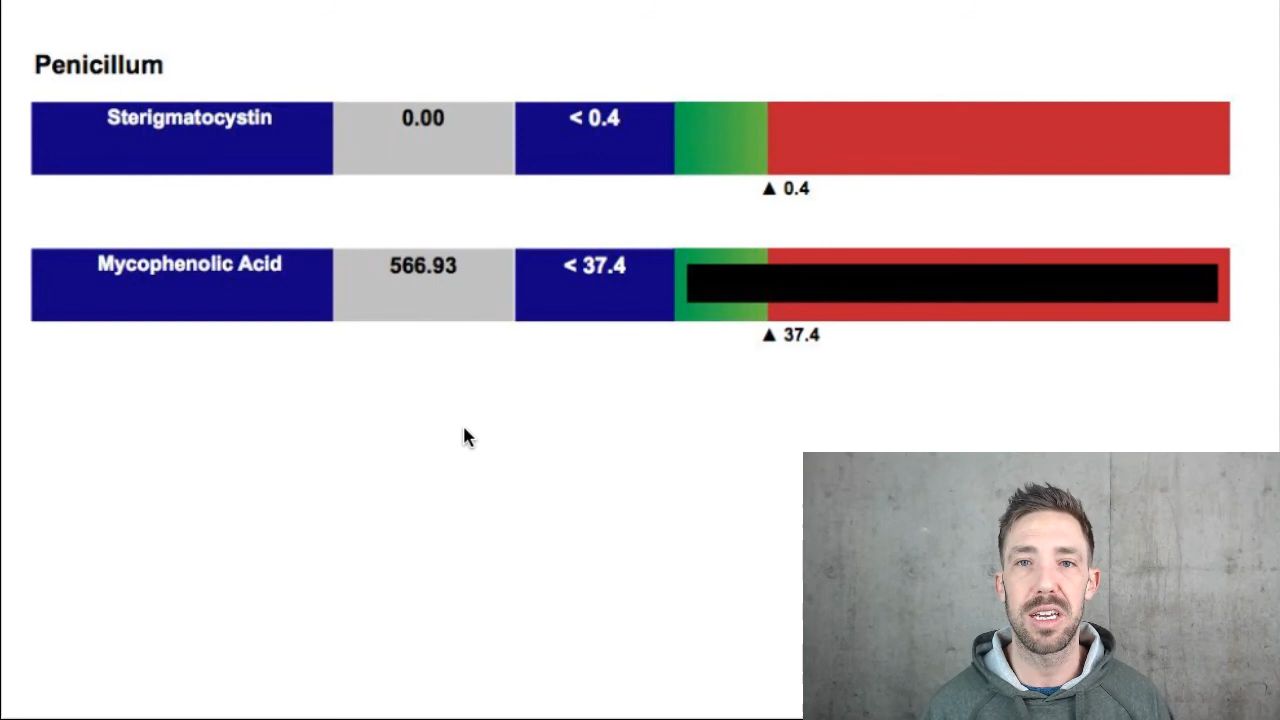 Penicillum
Sterigmatocystin 0.00 < 0.4
▲ 0.4
Mycophenolic Acid 566.93 < 37.4
▲ 37.4